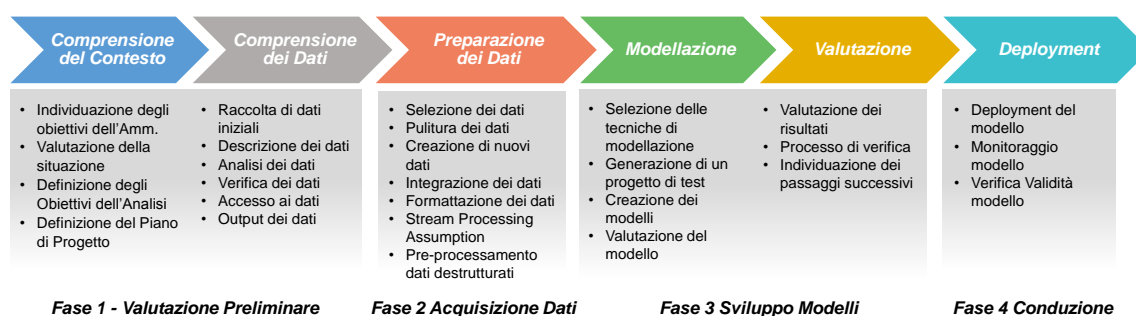 Comprensione
del Contesto
Comprensione
dei Dati
Preparazione
dei Dati
Modellazione
Valutazione
Deployment
• Individuazione degli
obiettivi dell'Amm.
• Valutazione della
situazione
• Definizione degli
Obiettivi dell'Analisi
• Definizione del Piano
di Progetto
• Raccolta di dati
iniziali
• Descrizione dei dati
• Analisi dei dati
• Verifica dei dati
• Accesso ai dati
• Output dei dati
• Selezione dei dati
• Pulitura dei dati
• Creazione di nuovi
dati
• Integrazione dei dati
• Formattazione dei dati
• Stream Processing
Assumption
• Pre-processamento
dati destrutturati
• Selezione delle
tecniche di
modellazione
• Generazione di un
progetto di test
• Creazione dei
modelli
• Valutazione del
modello
• Valutazione dei
risultati
• Processo di verifica
• Individuazione dei
passaggi successivi
• Deployment del
modello
• Monitoraggio
modello
• Verifica Validità
modello
Fase 1 - Valutazione Preliminare
Fase 2 Acquisizione Dati
Fase 3 Sviluppo Modelli
Fase 4 Conduzione